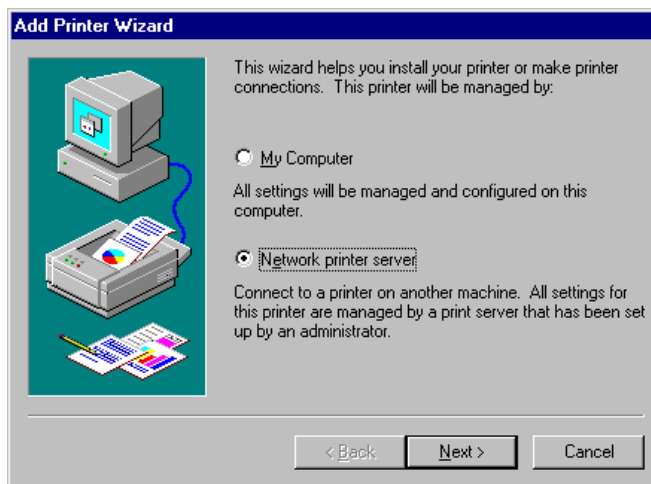 Add Printer Wizard
This wizard helps you install your printer or make printer
connections.  This printer will be managed by:
My Computer
All settings will be managed and configured on this
computer.
Network printer server
Connect to a printer on another machine.  All settings for
this printer are managed by a print server that has been set
up by an administrator.
< Back
Next >
Cancel